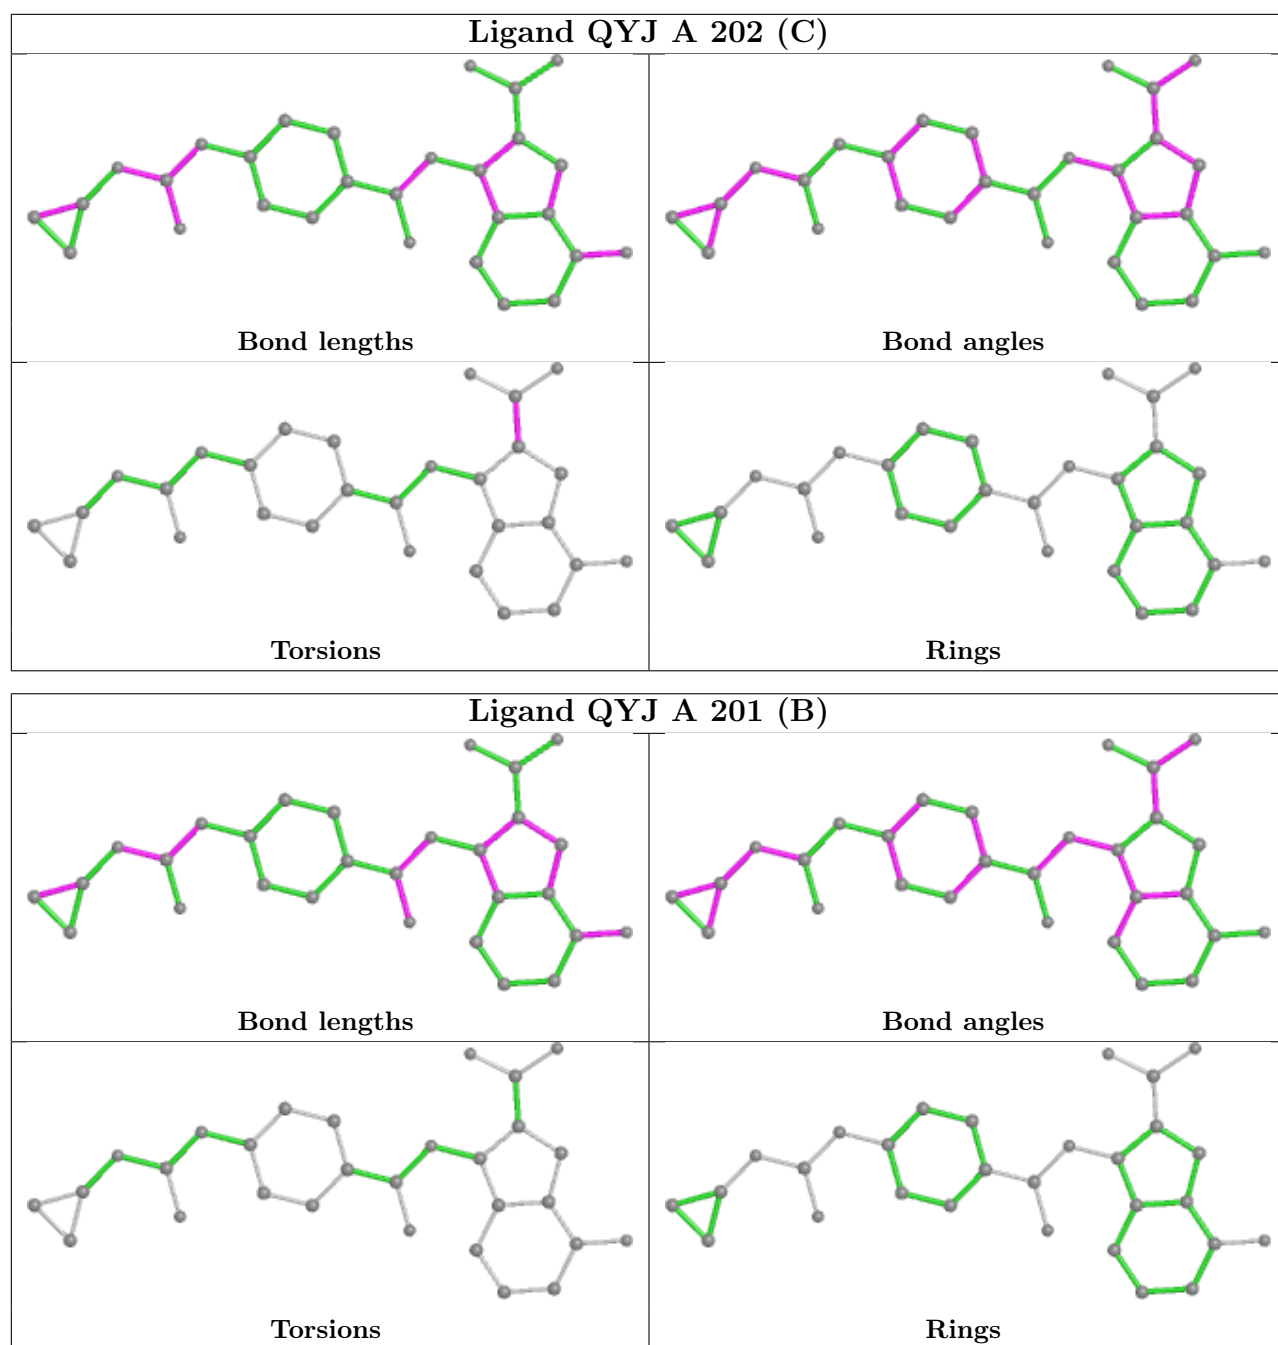 Ligand QYJ A 202 (C)
Bond lengths
Bond angles
Torsions
Rings
Ligand QYJ A 201 (B)
Bond lengths
Bond angles
Torsions
Rings